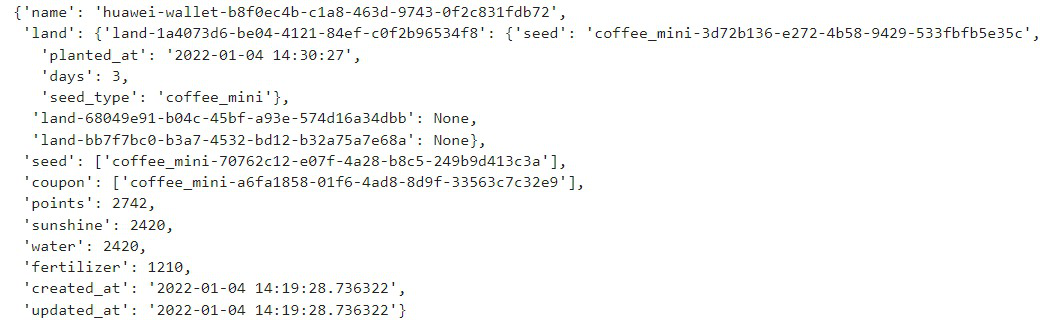 {'name': 'huawei-wallet-b8f0ec4b-c1a8-463d-9743-0f2c831fdb72',
'land': {'land-1a4073d6-be04-4121-84ef-c0f2b96534f8': {'seed': 'coffee_mini-3d72b136-e272-4b58-9429-533fbfb5e35c',
'planted_at': '2022-01-04 14:30:27',
'days': 3,
'seed_type': 'coffee_mini'},
'land-68049e91-b04c-45bf-a93e-574d16a34dbb': None,
'land-bb7f7bc0-b3a7-4532-bd12-b32a75a7e68a': None},
'seed': ['coffee_mini-70762c12-e07f-4a28-b8c5-249b9d413c3a'],
'coupon': ['coffee_mini-a6fa1858-01f6-4ad8-8d9f-33563c7c32e9'],
'points': 2742,
'sunshine': 2420,
'water': 2420,
'fertilizer': 1210,
'created_at': '2022-01-04 14:19:28.736322',
'updated_at': '2022-01-04 14:19:28.736322'}